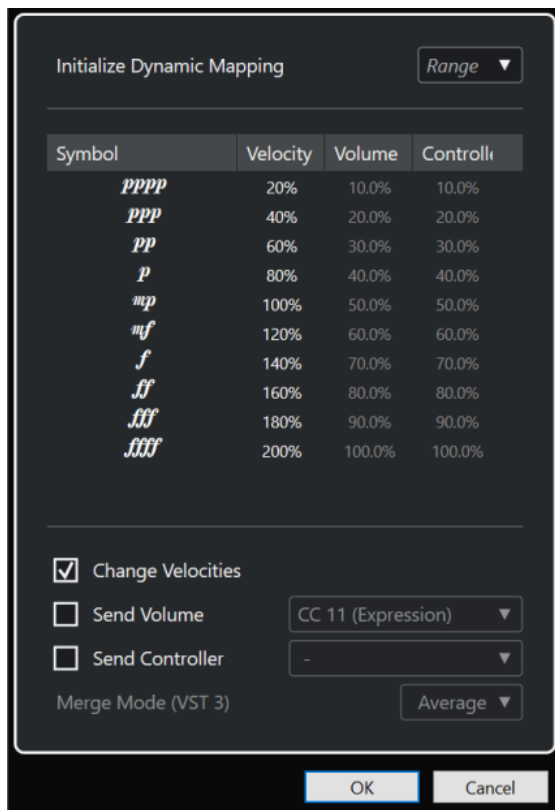 Initialize Dynamic Mapping Range
Symbol Velocity Volume Controlle
pppp 20% 10.0% 10.0%
ppp 40% 20.0% 20.0%
pp 60% 30.0% 30.0%
p 80% 40.0% 40.0%
mp 100% 50.0% 50.0%
mf 120% 60.0% 60.0%
f 140% 70.0% 70.0%
ff 160% 80.0% 80.0%
fff 180% 90.0% 90.0%
ffff 200% 100.0% 100.0%
Change Velocities
Send Volume CC 11 (Expression)
Send Controller -
Merge Mode (VST 3) Average
OK Cancel